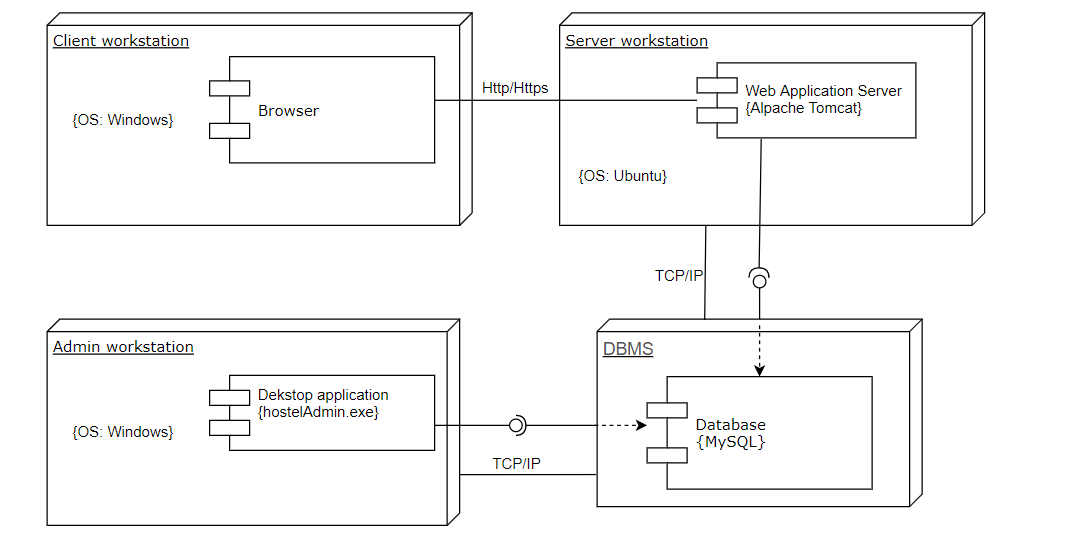 Client workstation
{OS: Windows}
Browser
Http/Https
Server workstation
Web Application Server
{Alpache Tomcat}
{OS: Ubuntu}
TCP/IP
Admin workstation
Dekstop application
{hostelAdmin.exe}
{OS: Windows}
TCP/IP
DBMS
Database
{MySQL}